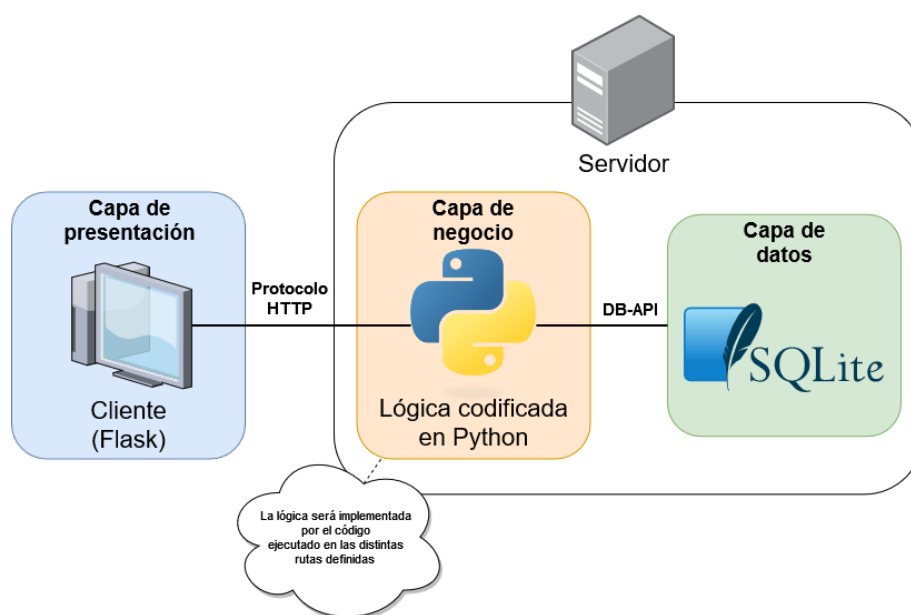 Servidor
Capa de
presentación
Cliente
(Flask)
Protocolo
HTTP
Capa de
negocio
Lógica codificada
en Python
DB-API
Capa de
datos
SQLite
La lógica será implementada
por el código
ejecutado en las distintas
rutas definidas